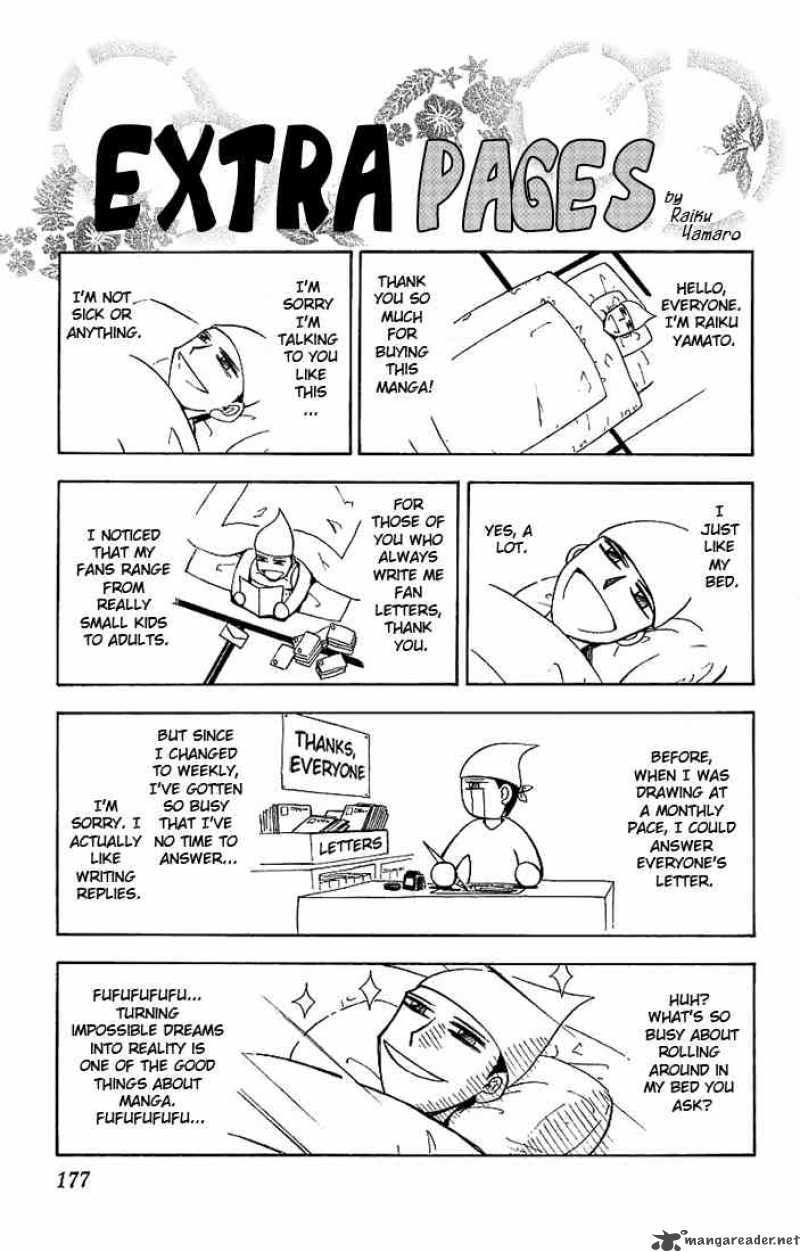 EXTRA PAGES
by
Raiku
Yamaro
HELLO,
EVERYONE.
I'M RAIKU
YAMATO.
THANK
YOU SO
MUCH
FOR
BUYING
THIS
MANGA!
I'M
SORRY
I'M
TALKING
TO YOU
LIKE
THIS
...
I'M NOT
SICK OR
ANYTHING.
I
JUST
LIKE
MY
BED.
YES, A
LOT.
FOR
THOSE OF
YOU WHO
ALWAYS
WRITE ME
FAN
LETTERS,
THANK
YOU.
I NOTICED
THAT MY
FANS RANGE
FROM
REALLY
SMALL KIDS
TO ADULTS.
BEFORE,
WHEN I WAS
DRAWING AT
A MONTHLY
PACE, I COULD
ANSWER
EVERYONE'S
LETTER.
THANKS,
EVERYONE
LETTERS
BUT SINCE
I CHANGED
TO WEEKLY,
I'VE GOTTEN
SO BUSY
THAT I'VE
NO TIME TO
ANSWER...
I'M
SORRY. I
ACTUALLY
LIKE
WRITING
REPLIES.
HUH?
WHAT'S SO
BUSY ABOUT
ROLLING
AROUND IN
MY BED YOU
ASK?
FUFUFUFUFU...
TURNING
IMPOSSIBLE DREAMS
INTO REALITY IS
ONE OF THE GOOD
THINGS ABOUT
MANGA.
FUFUFUFUFU...
177
mangareader.net